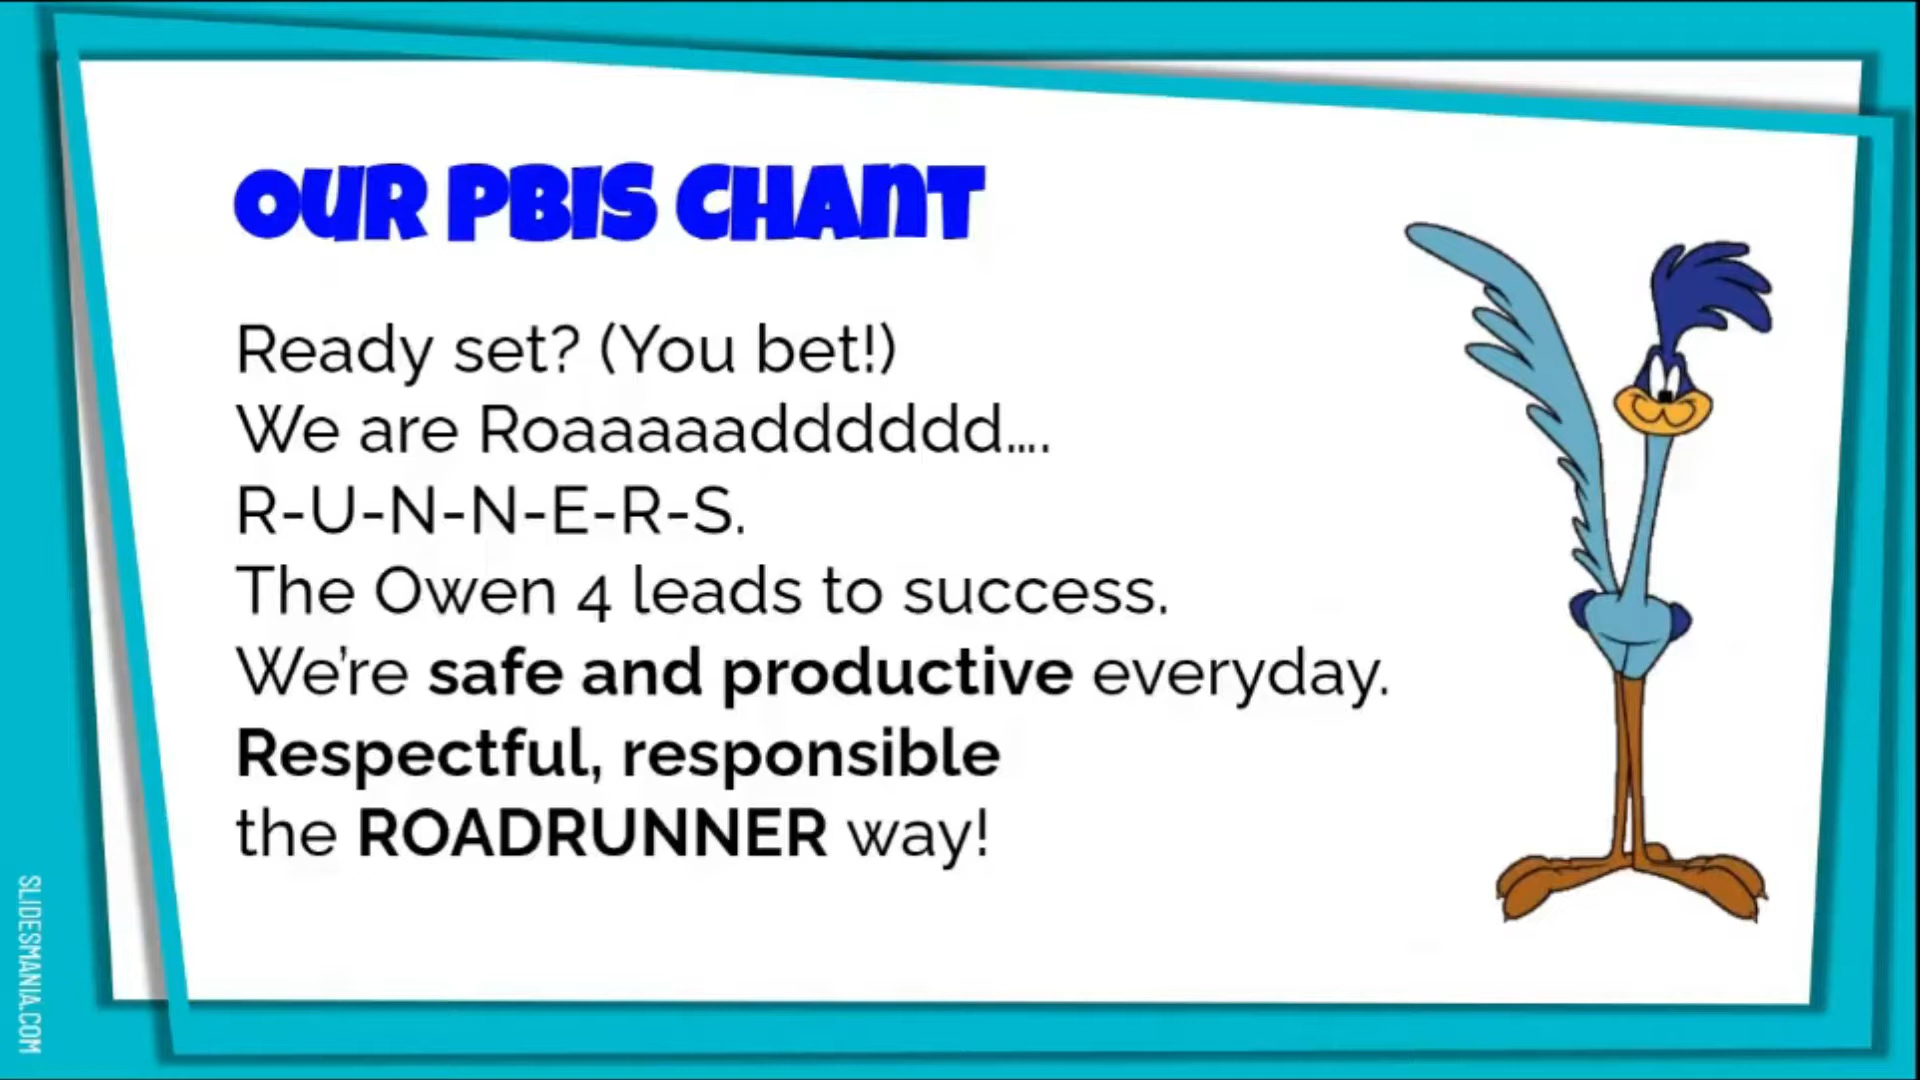 OUR PBIS CHANT
Ready set? (You bet!)
We are Roaaaaaadddddd....
R-U-N-N-E-R-S.
The Owen 4 leads to success.
We're safe and productive everyday.
Respectful, responsible
the ROADRUNNER way!
SLIDESMANIA.COM